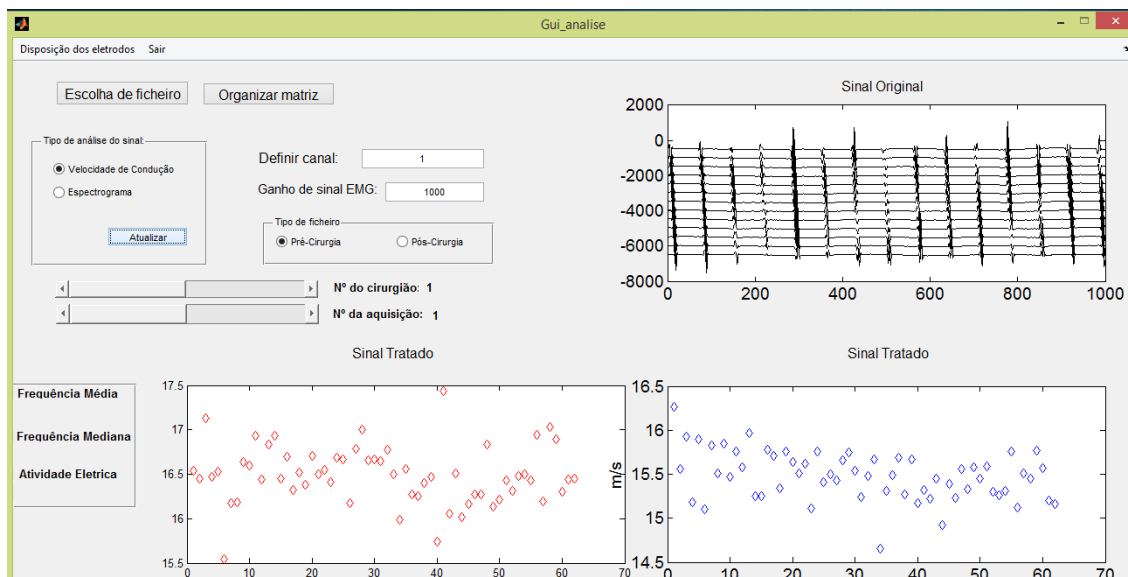 Gui_analise
Disposição dos eletrodos Sair
Escolha de ficheiro
Organizar matriz
Tipo de análise do sinal:
Velocidade de Condução
Espectrograma
Atualizar
Definir canal: 1
Ganho de sinal EMG: 1000
Tipo de ficheiro
Pré-Cirurgia
Pós-Cirurgia
Nº do cirurgião: 1
Nº da aquisição: 1
Sinal Original
2000
0
-2000
-4000
-6000
-8000
0 200 400 600 800 1000
Frequência Média
Frequência Mediana
Atividade Eletrica
Sinal Tratado
17.5
17
16.5
16
15.5
0 10 20 30 40 50 60 70
Sinal Tratado
m/s
16.5
16
15.5
15
14.5
0 10 20 30 40 50 60 70